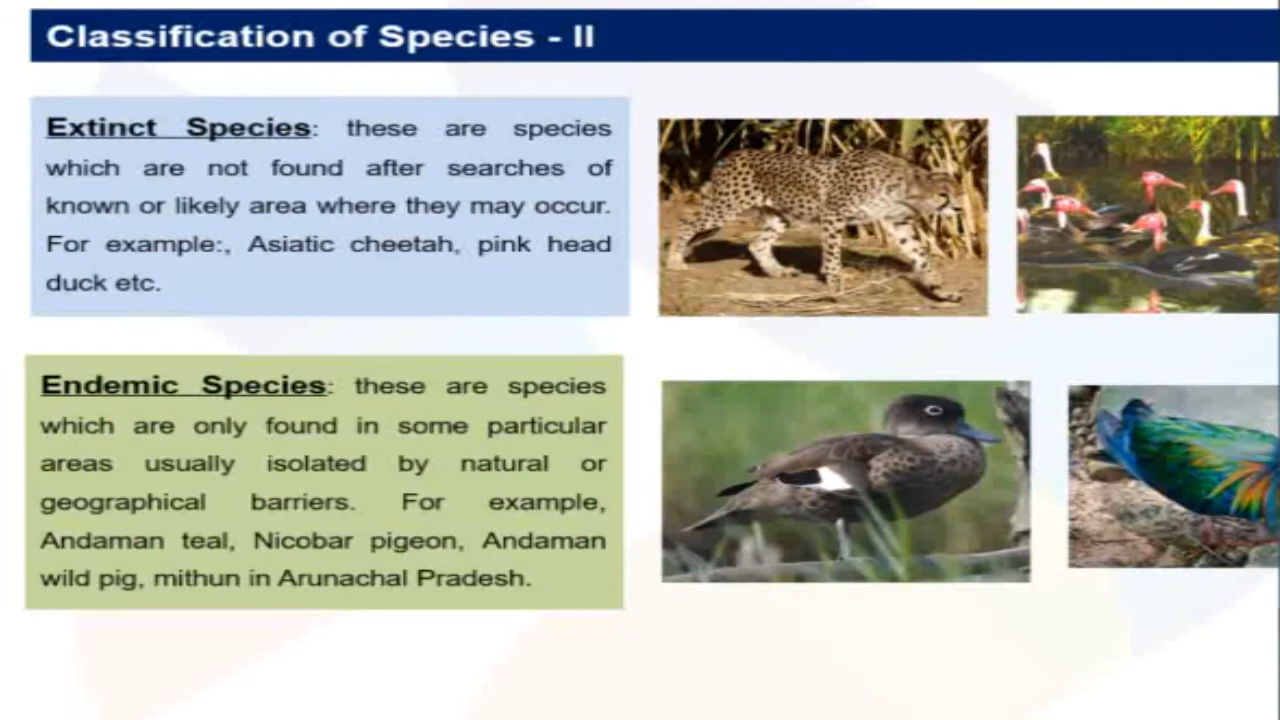 Classification of Species - II
Extinct Species: these are species
which are not found after searches of
known or likely area where they may occur.
For example:, Asiatic cheetah, pink head
duck etc.
Endemic Species: these are species
which are only found in some particular
areas usually isolated by natural or
geographical barriers. For example,
Andaman teal, Nicobar pigeon, Andaman
wild pig, mithun in Arunachal Pradesh.